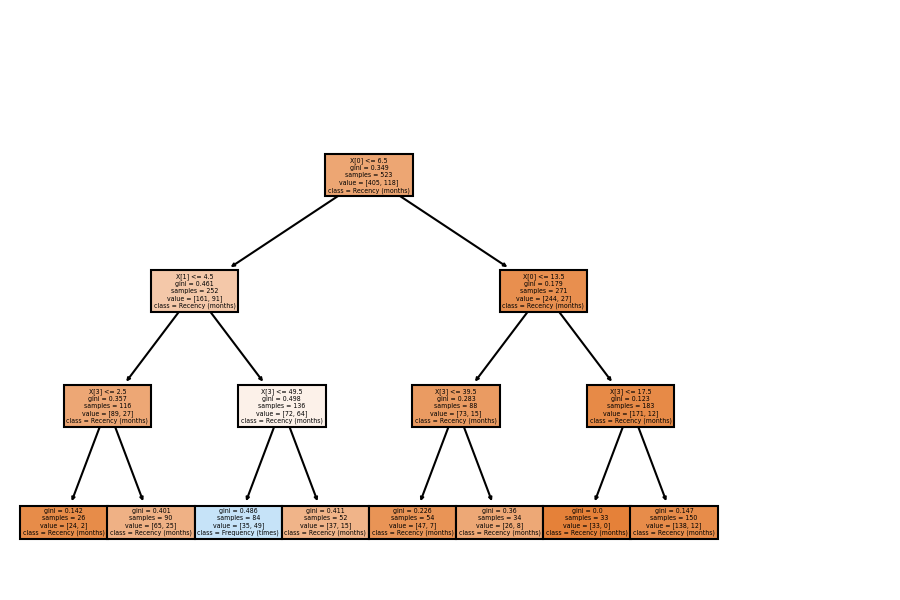 X[0] <= 6.5
gini = 0.349
samples = 523
value = [405, 118]
class = Recency (months)
X[1] <= 4.5
gini = 0.461
samples = 252
value = [161, 91]
class = Recency (months)
X[0] <= 13.5
gini = 0.179
samples = 271
value = [244, 27]
class = Recency (months)
X[3] <= 2.5
gini = 0.357
samples = 116
value = [89, 27]
class = Recency (months)
X[3] <= 49.5
gini = 0.498
samples = 136
value = [72, 64]
class = Recency (months)
X[3] <= 39.5
gini = 0.283
samples = 88
value = [73, 15]
class = Recency (months)
X[3] <= 17.5
gini = 0.123
samples = 183
value = [171, 12]
class = Recency (months)
gini = 0.142
samples = 26
value = [24, 2]
class = Recency (months)
gini = 0.401
samples = 90
value = [65, 25]
class = Recency (months)
gini = 0.486
samples = 84
value = [35, 49]
class = Frequency (times)
gini = 0.411
samples = 52
value = [37, 15]
class = Recency (months)
gini = 0.226
samples = 54
value = [47, 7]
class = Recency (months)
gini = 0.36
samples = 34
value = [26, 8]
class = Recency (months)
gini = 0.0
samples = 33
value = [33, 0]
class = Recency (months)
gini = 0.147
samples = 150
value = [138, 12]
class = Recency (months)